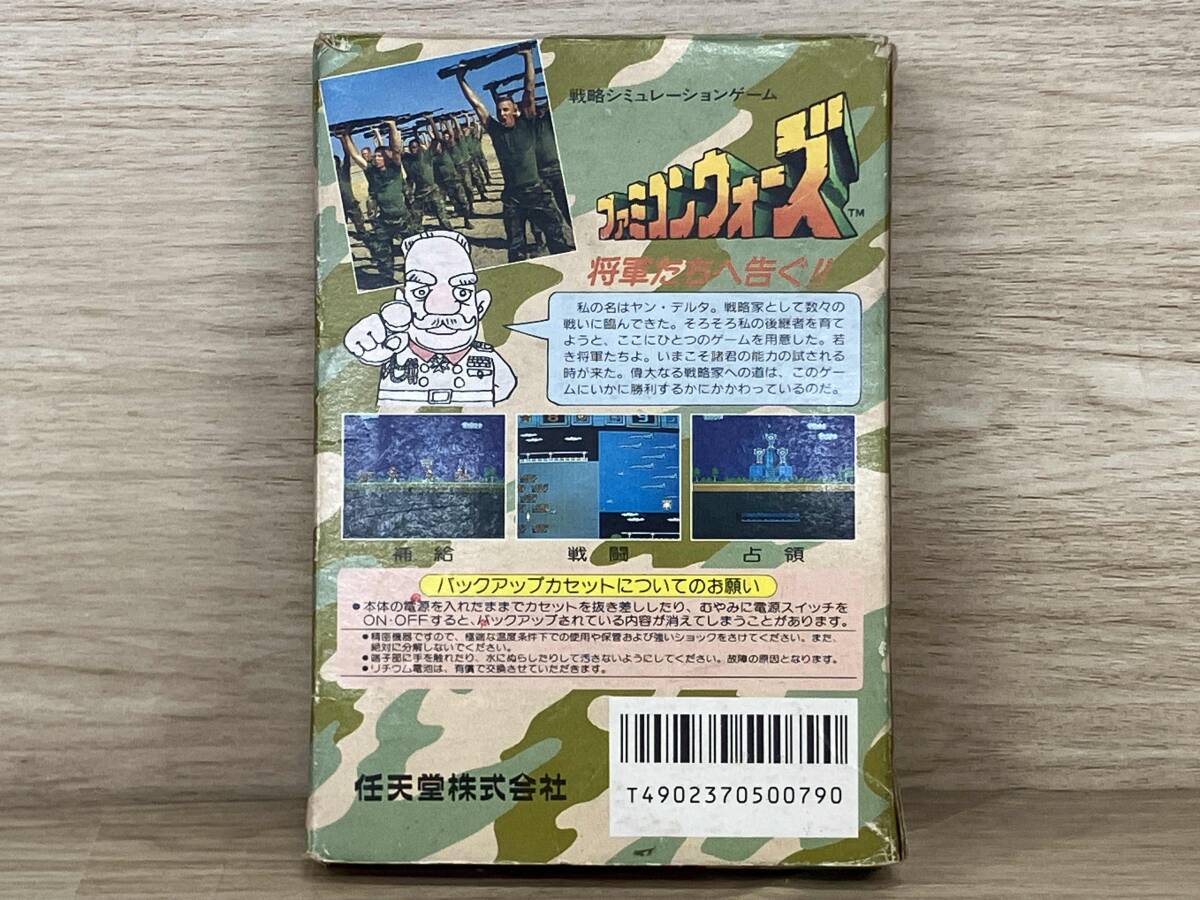 戦略シミュレーションゲーム
ファミコンウォーズ
TM
将軍たちへ告ぐ!!
私の名はヤン・デルタ。戦略家として数々の
戦いに臨んできた。そろそろ私の後継者を育て
ようと、ここにひとつのゲームを用意した。若
き将軍たちよ。いまこそ諸君の能力の試される
時が来た。偉大なる戦略家への道は、このゲー
ムにいかに勝利するかにかかわっているのだ。
補給
戦闘
占領
バックアップカセットについてのお願い
●本体の電源を入れたままでカセットを抜き差ししたり、むやみに電源スイッチを
ON・OFFすると、バックアップされている内容が消えてしまうことがあります。
●精密機器ですので、極端な温度条件下での使用や保管および強いショックをさけてください。また、
絶対に分解しないでください。
●端子部に手を触れたり、水にぬらしたりして汚さないようにしてください。故障の原因となります。
●リチウム電池は、有償で交換させていただきます。
任天堂株式会社
T4902370500790